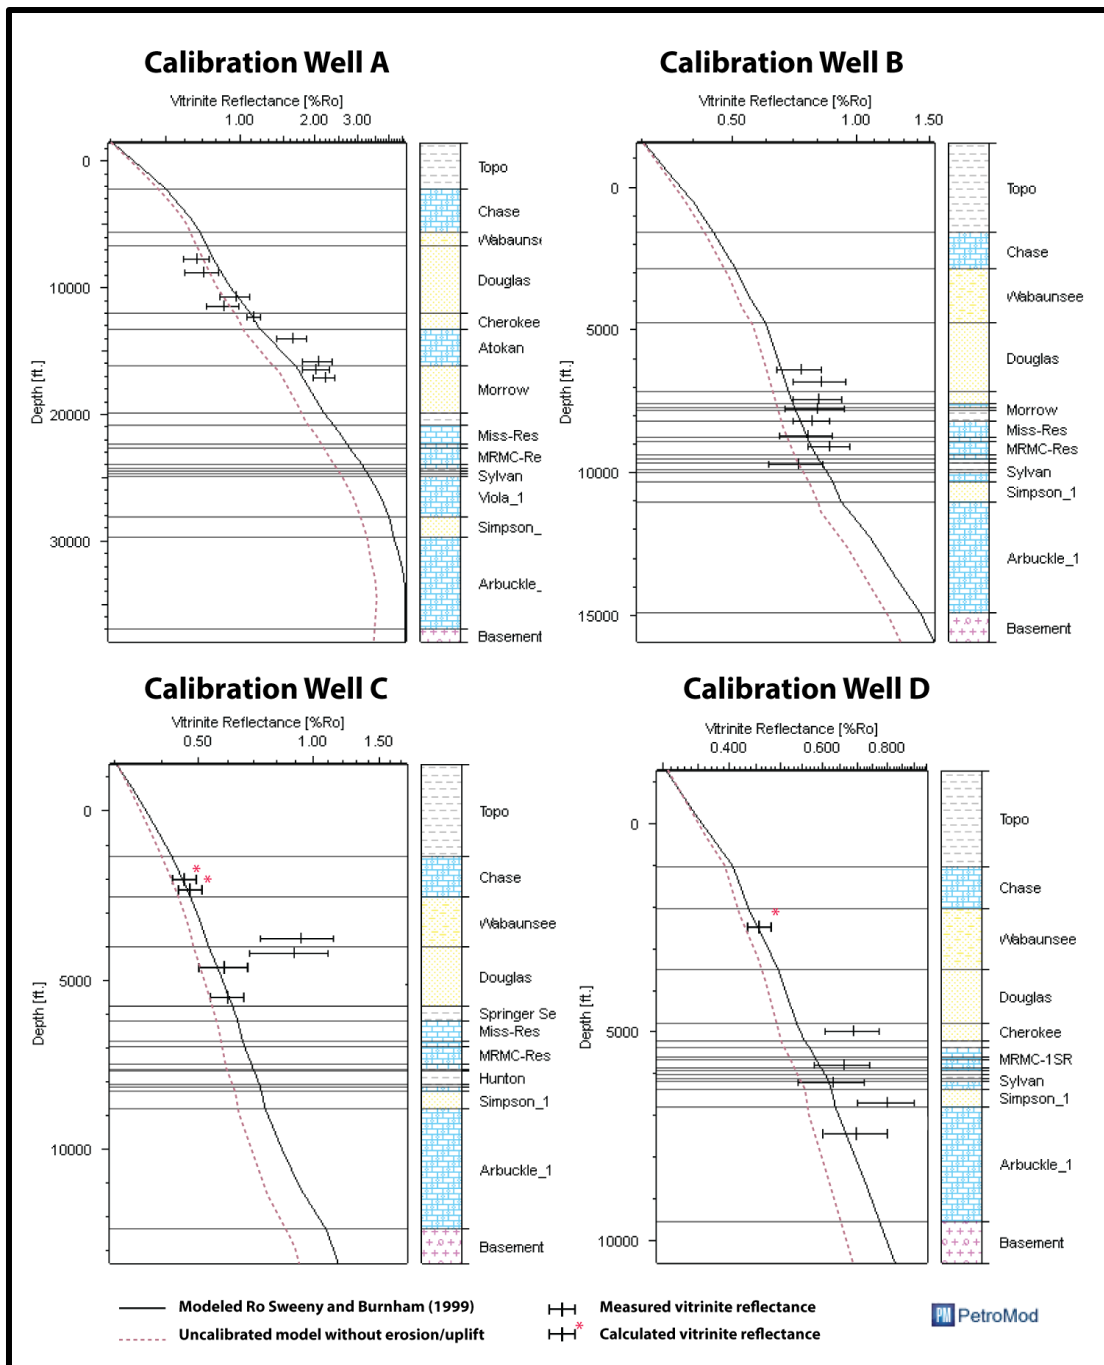 Calibration Well A
Vitrinite Reflectance [%Ro]
1.00 2.00 3.00
Depth [ft.]
0
10000
20000
30000
Topo
Chase
Wabaunse
Douglas
Cherokee
Atokan
Morrow
Miss-Res
MRMC-Re
Sylvan
Viola_1
Simpson_
Arbuckle_
Basement
Calibration Well B
Vitrinite Reflectance [%Ro]
0.50 1.00 1.50
Depth [ft.]
0
5000
10000
15000
Topo
Chase
Wabaunsee
Douglas
Morrow
Miss-Res
MRMC-Res
Sylvan
Simpson_1
Arbuckle_1
Basement
Calibration Well C
Vitrinite Reflectance [%Ro]
0.50 1.00 1.50
Depth [ft.]
0
5000
10000
*
*
Topo
Chase
Wabaunsee
Douglas
Springer Se
Miss-Res
MRMC-Res
Hunton
Simpson_1
Arbuckle_1
Basement
Calibration Well D
Vitrinite Reflectance [%Ro]
0.400 0.600 0.800
Depth [ft.]
0
5000
10000
*
Topo
Chase
Wabaunsee
Douglas
Cherokee
MRMC-1SR
Sylvan
Simpson_1
Arbuckle_1
Basement
Modeled Ro Sweeny and Burnham (1999)
Uncalibrated model without erosion/uplift
Measured vitrinite reflectance
* Calculated vitrinite reflectance
PM PetroMod